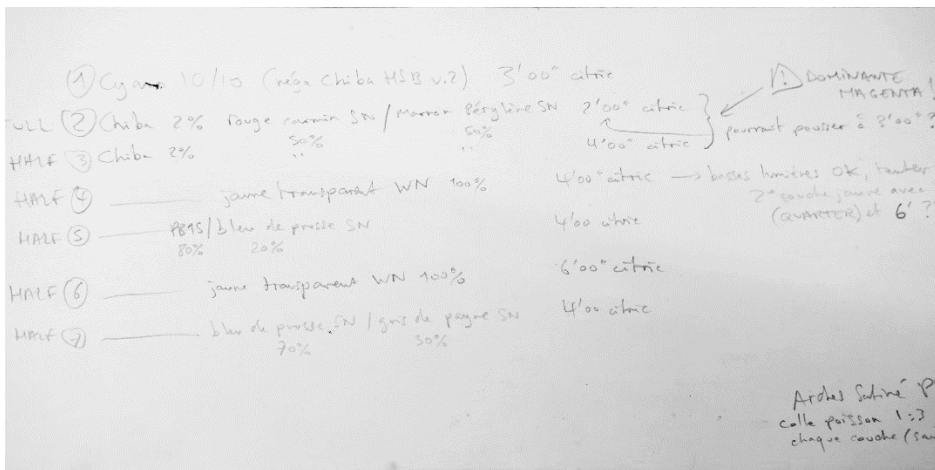 ① Cyano 10/10 (néga Chiba HSB v.2) 3'00" citric
⚠ DOMINANTE
MAGENTA !
FULL ② Chiba 2% rouge carmin SN / Marron Pérylène SN 2'00" citric
50% 50%
pourrait pousser à 3'00" ?
HALF ③ Chiba 2% " " 4'00" citric
HALF ④ jaune transparent WN 100% 4'00" citric → basses lumières OK, tenter
2e couche jaune avec
(QUARTER) et 6' ?
HALF ⑤ PB15/bleu de prusse SN 4'00 citric
80% 20%
HALF ⑥ jaune transparent WN 100% 6'00" citric
HALF ⑦ bleu de prusse SN / gris de payne SN 4'00 citric
70% 30%
Arches Satiné P
colle poisson 1:3
chaque couche